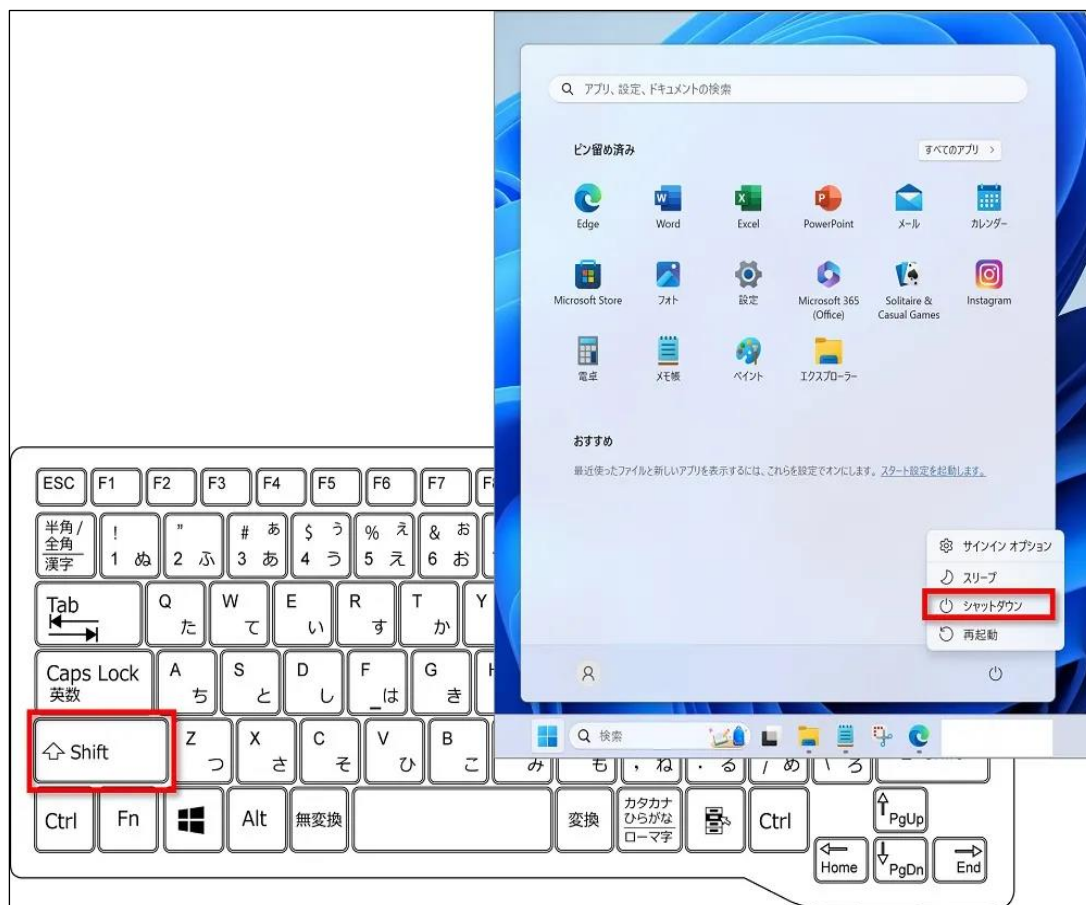 アプリ、設定、ドキュメントの検索
ピン留め済み
すべてのアプリ >
Edge
Word
Excel
PowerPoint
メール
カレンダー
Microsoft Store
フォト
設定
Microsoft 365
(Office)
Solitaire &
Casual Games
Instagram
電卓
メモ帳
ペイント
エクスプローラー
おすすめ
最近使ったファイルと新しいアプリを表示するには、これらを設定でオンにします。 スタート設定を起動します。
サインイン オプション
スリープ
シャットダウン
再起動
検索
ESC F1 F2 F3 F4 F5 F6 F7
半角/
全角
漢字
! 1 ぬ
" 2 ふ
# あ 3 あ
$ う 4 う
% え 5 え
& お 6 お
Tab
Q た
W て
E い
R す
T か
Y
Caps Lock
英数
A ち
S と
D し
F _は
G き
Shift
Z つ
X さ
C そ
V ひ
B こ
み
も
, ね
. る
/ め
\ ろ
Ctrl Fn Alt 無変換
変換
カタカナ
ひらがな
ローマ字
Ctrl
PgUp
Home
PgDn
End